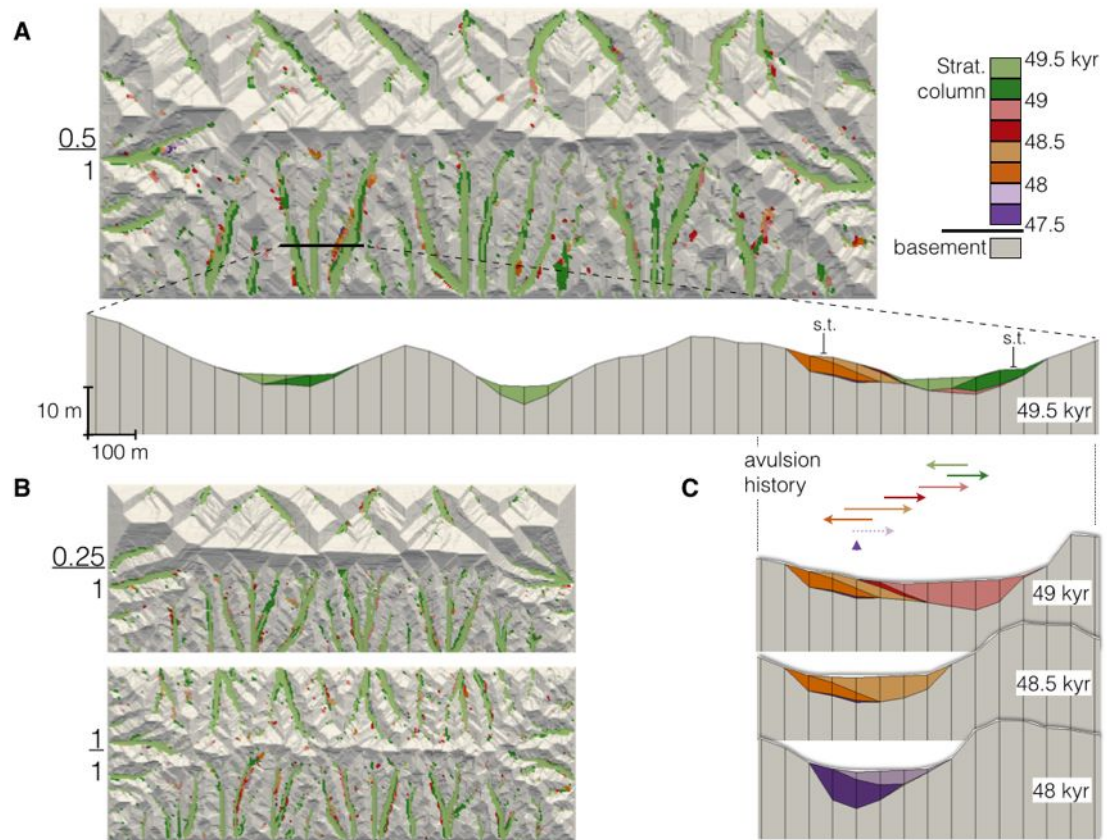 A
0.5
1
Strat.
column
49.5 kyr
49
48.5
48
47.5
basement
s.t.
s.t.
10 m
100 m
49.5 kyr
B
0.25
1
1
1
avulsion
history
C
49 kyr
48.5 kyr
48 kyr